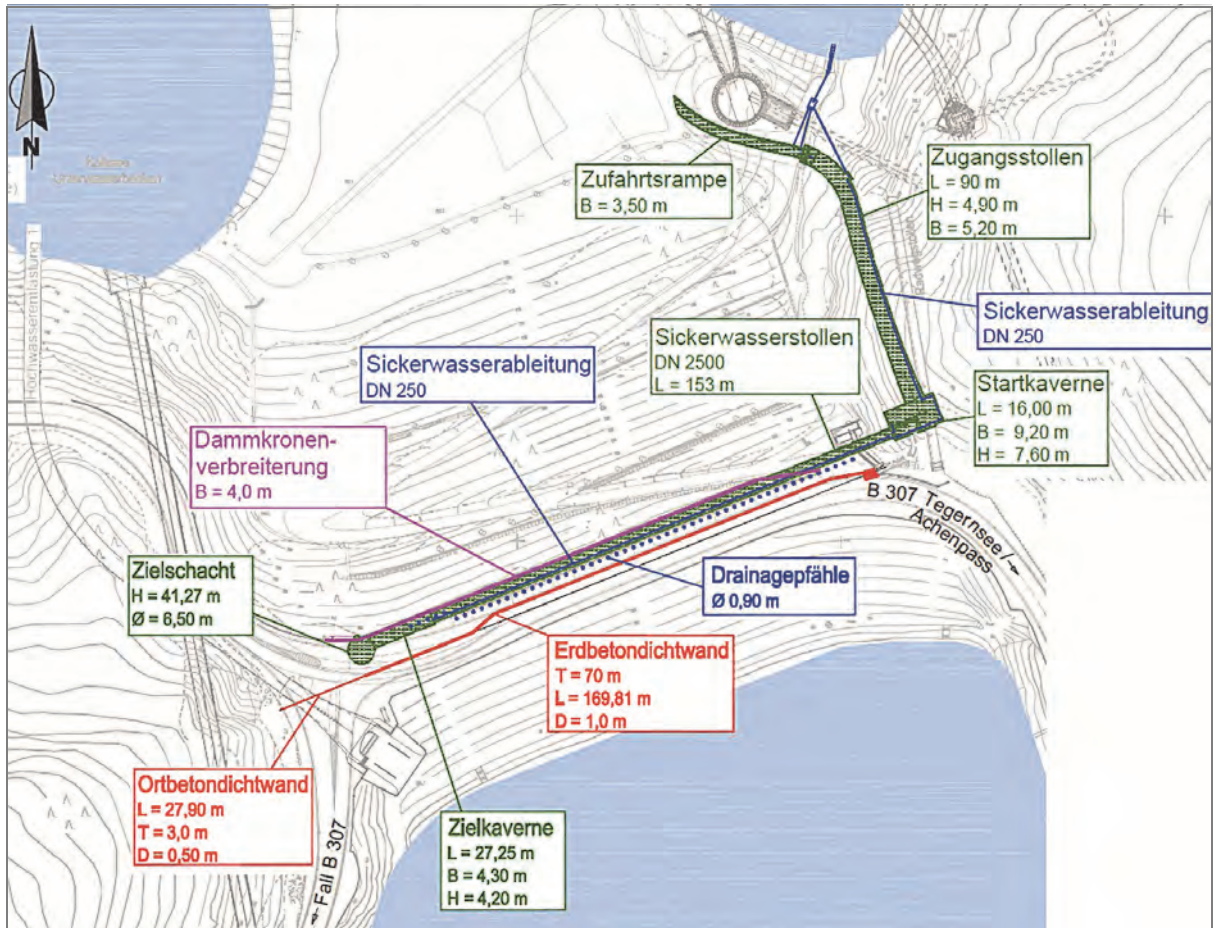 N
Hochwasserentlastung 1
Zufahrtsrampe
B = 3,50 m
Zugangsstollen
L = 90 m
H = 4,90 m
B = 5,20 m
Sickerwasserableitung
DN 250
Sickerwasserstollen
DN 2500
L = 153 m
Sickerwasserableitung
DN 250
Startkaverne
L = 16,00 m
B = 9,20 m
H = 7,60 m
Dammkronen-
verbreiterung
B = 4,0 m
B 307 Tegernsee /
Achenpass
Zielschacht
H = 41,27 m
Ø = 8,50 m
Drainagepfähle
Ø 0,90 m
Erdbetondichtwand
T = 70 m
L = 169,81 m
D = 1,0 m
Ortbetondichtwand
L = 27,90 m
T = 3,0 m
D = 0,50 m
Zielkaverne
L = 27,25 m
B = 4,30 m
H = 4,20 m
Fall B 307